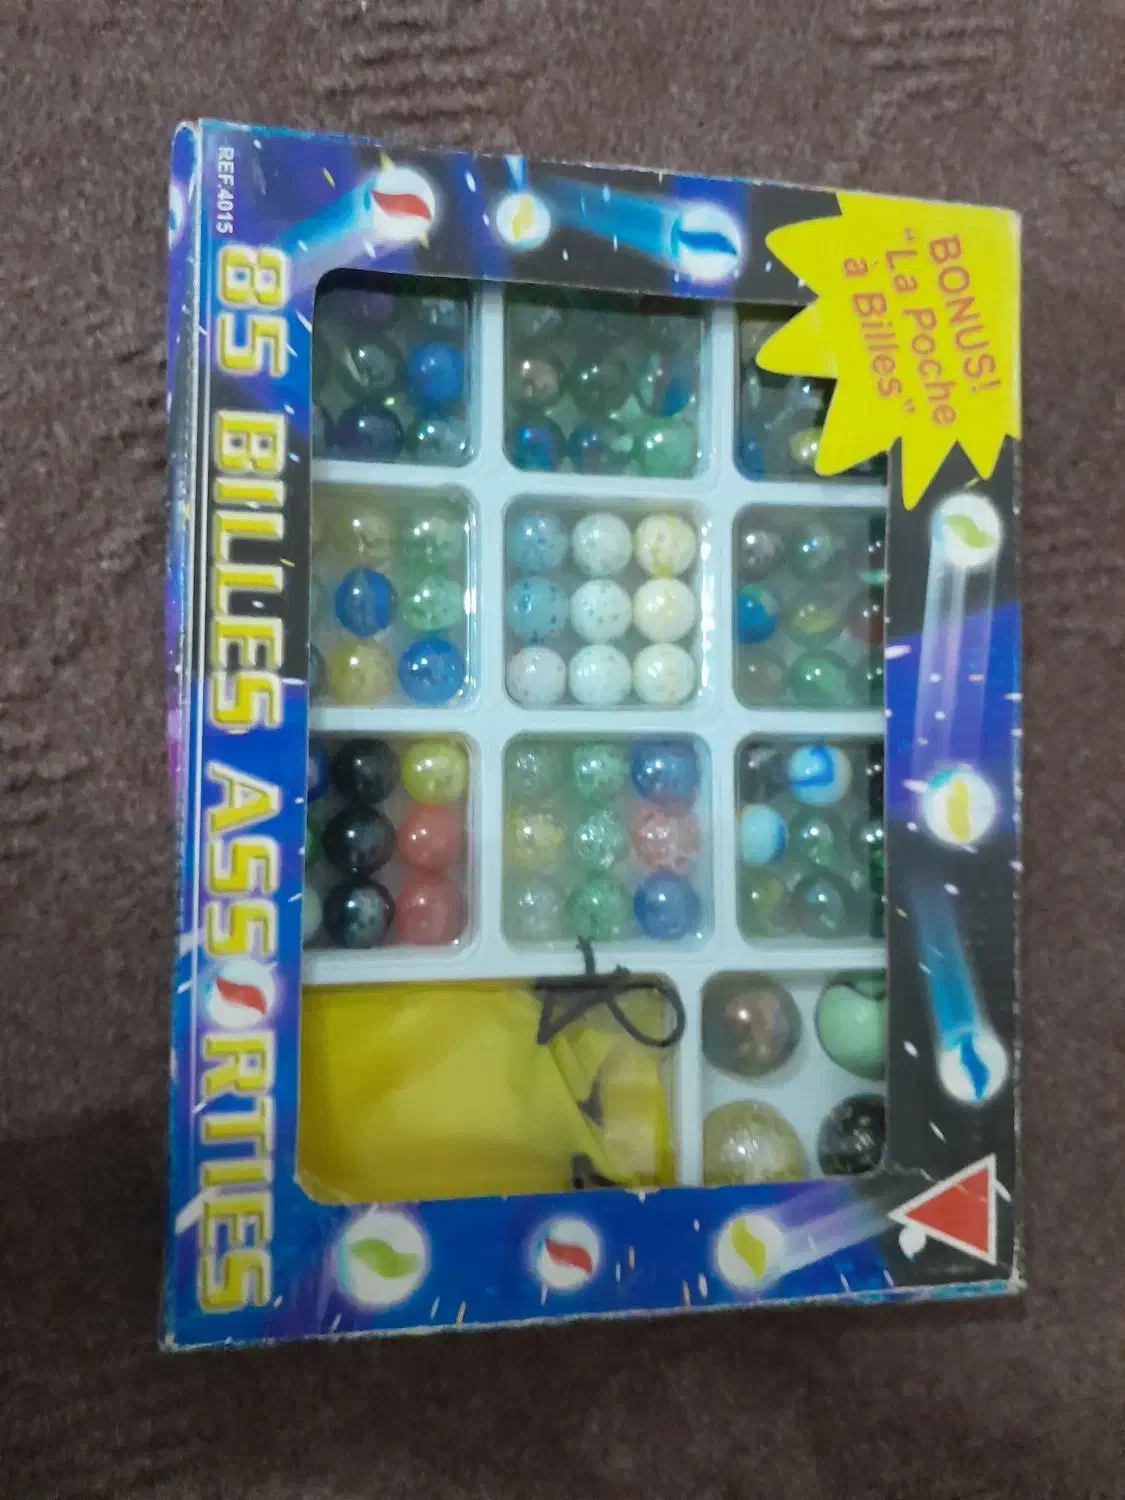 REF.4015
85 BILLES ASSORTIES
BONUS!
"La Poche
à Billes"